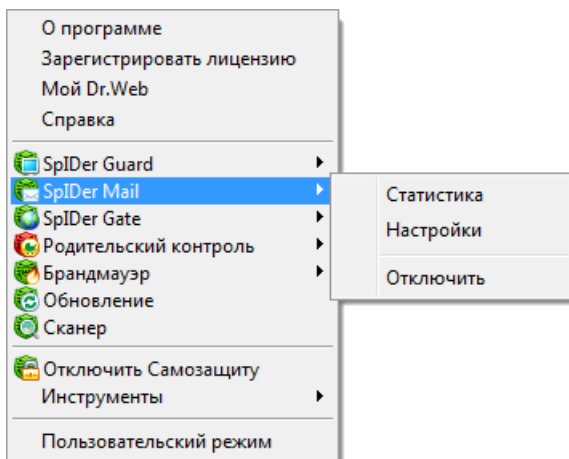 О программе
Зарегистрировать лицензию
Мой Dr.Web
Справка
SpIDer Guard
SpIDer Mail
SpIDer Gate
Родительский контроль
Брандмауэр
Обновление
Сканер
Отключить Самозащиту
Инструменты
Пользовательский режим
Статистика
Настройки
Отключить